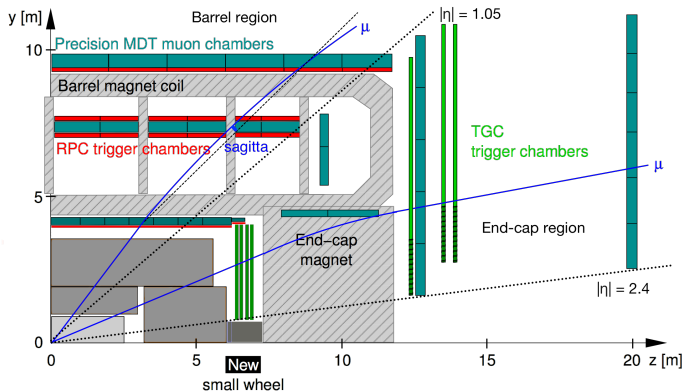 y [m]
Barrel region
μ
|η| = 1.05
10
Precision MDT muon chambers
Barrel magnet coil
RPC trigger chambers
sagitta
TGC
trigger chambers
μ
5
End-cap region
End−cap
magnet
|η| = 2.4
0
0
5
10
15
20
z [m]
New
small wheel